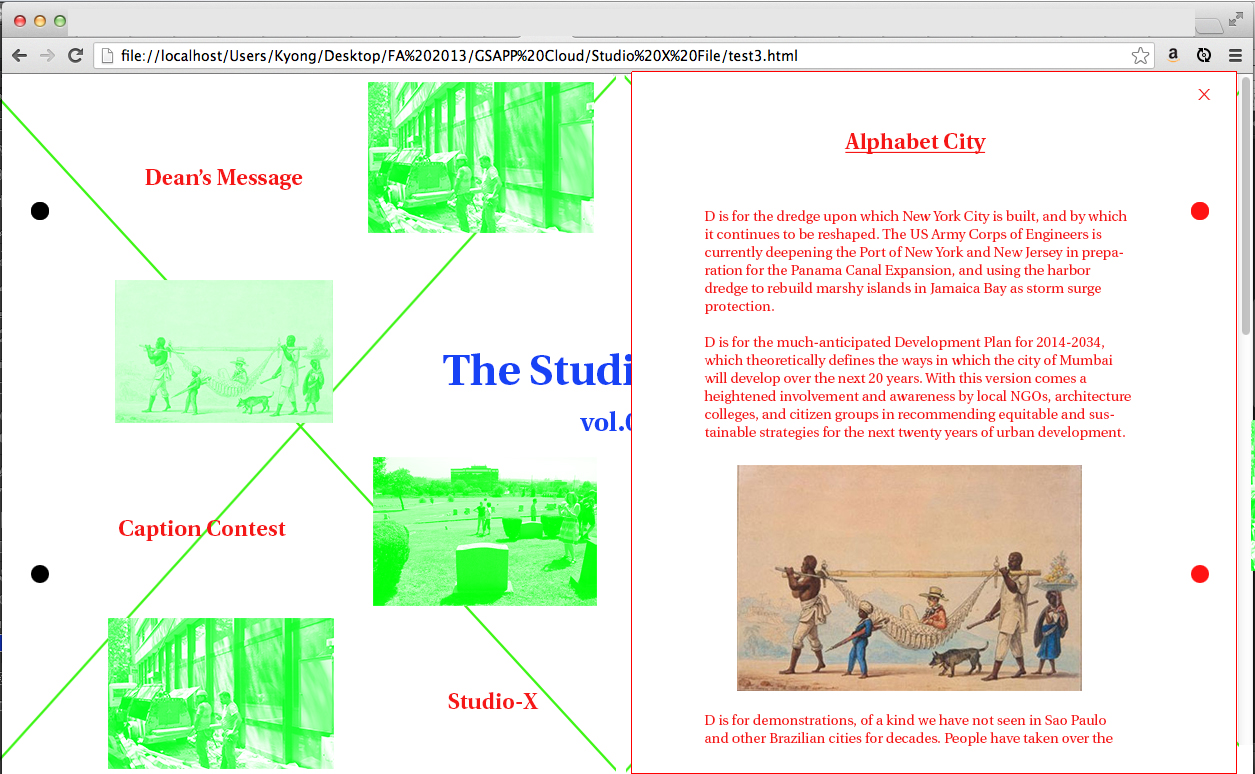 file://localhost/Users/Kyong/Desktop/FA%202013/GSAPP%20Cloud/Studio%20X%20File/test3.html
Dean's Message
The Studi
vol.0
Caption Contest
Studio-X
Alphabet City
D is for the dredge upon which New York City is built, and by which
it continues to be reshaped. The US Army Corps of Engineers is
currently deepening the Port of New York and New Jersey in prepa-
ration for the Panama Canal Expansion, and using the harbor
dredge to rebuild marshy islands in Jamaica Bay as storm surge
protection.
D is for the much-anticipated Development Plan for 2014-2034,
which theoretically defines the ways in which the city of Mumbai
will develop over the next 20 years. With this version comes a
heightened involvement and awareness by local NGOs, architecture
colleges, and citizen groups in recommending equitable and sus-
tainable strategies for the next twenty years of urban development.
D is for demonstrations, of a kind we have not seen in Sao Paulo
and other Brazilian cities for decades. People have taken over the